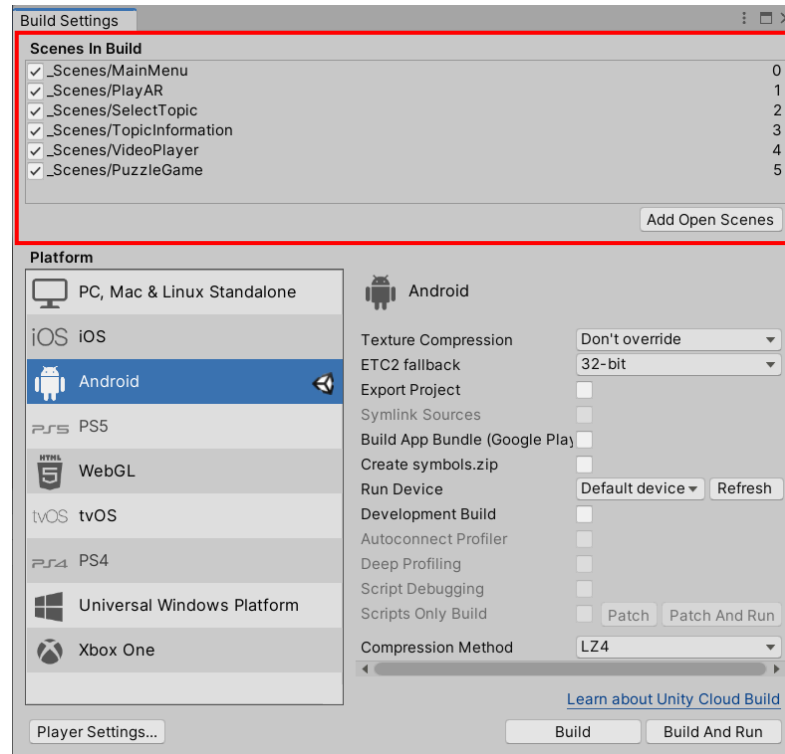 Build Settings
Scenes In Build
_Scenes/MainMenu 0
_Scenes/PlayAR 1
_Scenes/SelectTopic 2
_Scenes/TopicInformation 3
_Scenes/VideoPlayer 4
_Scenes/PuzzleGame 5
Add Open Scenes
Platform
PC, Mac & Linux Standalone
iOS iOS
Android
PS5 PS5
HTML 5 WebGL
tvOS tvOS
PS4 PS4
Universal Windows Platform
Xbox One
Android
Texture Compression Don't override
ETC2 fallback 32-bit
Export Project
Symlink Sources
Build App Bundle (Google Play
Create symbols.zip
Run Device Default device Refresh
Development Build
Autoconnect Profiler
Deep Profiling
Script Debugging
Scripts Only Build Patch Patch And Run
Compression Method LZ4
Learn about Unity Cloud Build
Player Settings... Build Build And Run